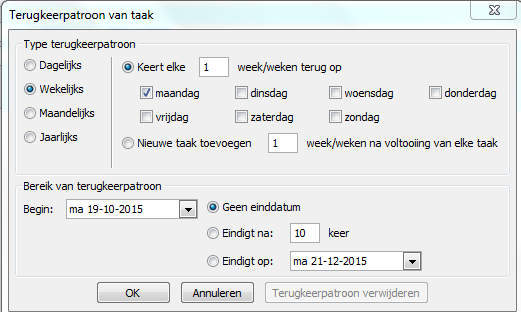 Terugkeerpatroon van taak
Type terugkeerpatroon
Dagelijks
Wekelijks
Maandelijks
Jaarlijks
Keert elke 1 week/weken terug op
maandag dinsdag woensdag donderdag
vrijdag zaterdag zondag
Nieuwe taak toevoegen 1 week/weken na voltooiing van elke taak
Bereik van terugkeerpatroon
Begin: ma 19-10-2015
Geen einddatum
Eindigt na: 10 keer
Eindigt op: ma 21-12-2015
OK Annuleren Terugkeerpatroon verwijderen